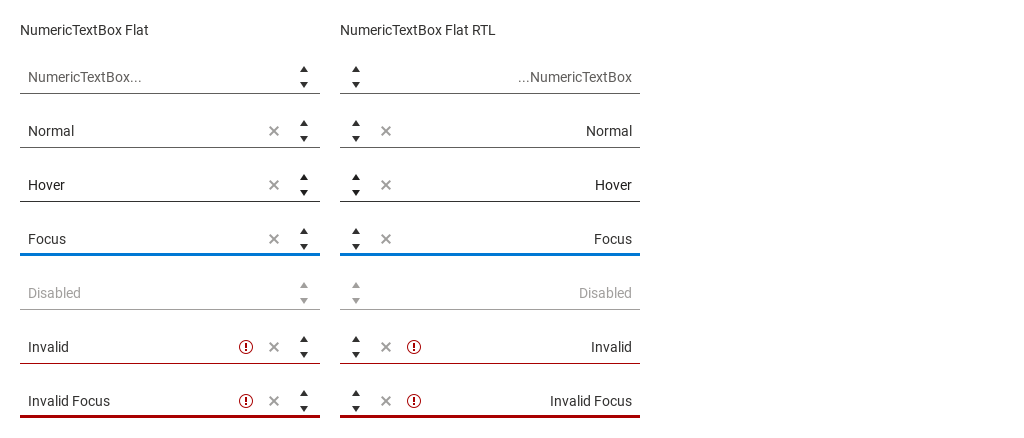 NumericTextBox Flat
NumericTextBox Flat RTL
NumericTextBox...
...NumericTextBox
Normal
Normal
Hover
Hover
Focus
Focus
Disabled
Disabled
Invalid
Invalid
Invalid Focus
Invalid Focus